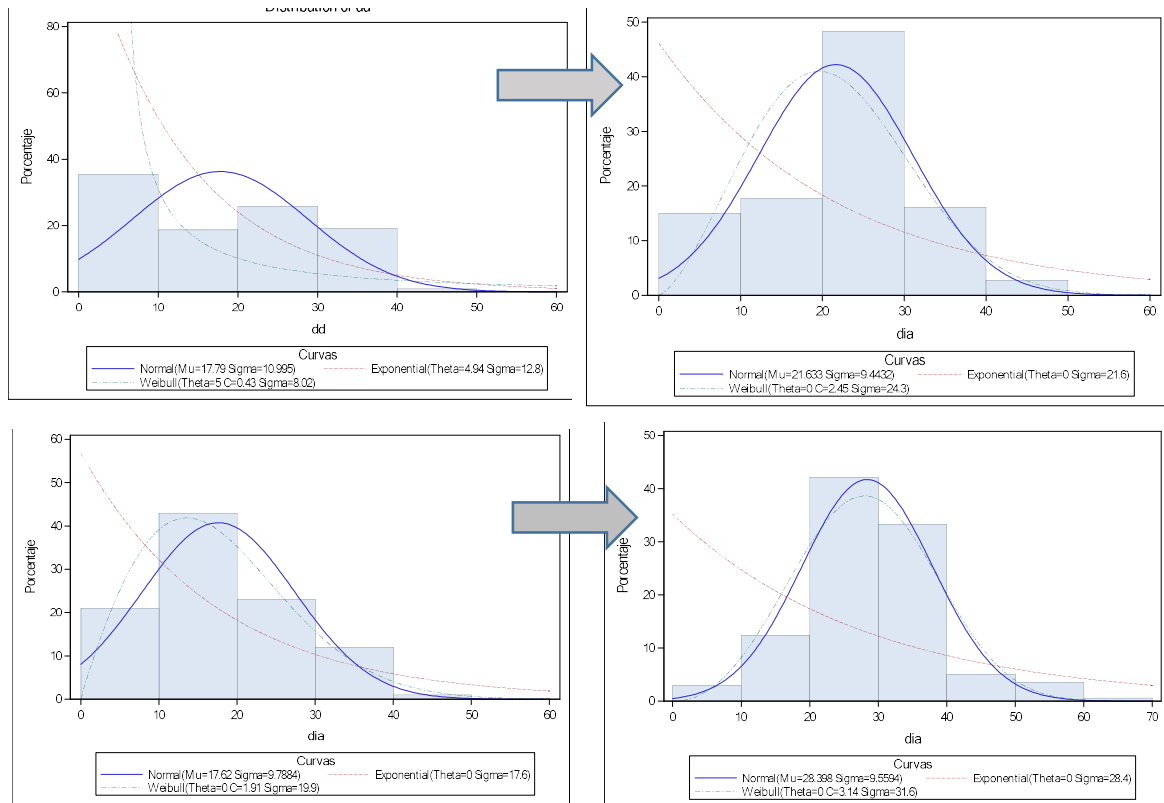 Distribution of dd
80
60
40
20
0
Porcentaje
0 10 20 30 40 50 60
dd
Curvas
Normal(Mu=17.79 Sigma=10.995) Exponential(Theta=4.94 Sigma=12.8)
Weibull(Theta=5 C=0.43 Sigma=8.02)
50
40
30
20
10
0
Porcentaje
0 10 20 30 40 50 60
dia
Curvas
Normal(Mu=21.633 Sigma=9.4432) Exponential(Theta=0 Sigma=21.6)
Weibull(Theta=0 C=2.45 Sigma=24.3)
60
50
40
30
20
10
0
Porcentaje
0 10 20 30 40 50 60
dia
Curvas
Normal(Mu=17.62 Sigma=9.7884) Exponential(Theta=0 Sigma=17.6)
Weibull(Theta=0 C=1.91 Sigma=19.9)
50
40
30
20
10
0
Porcentaje
0 10 20 30 40 50 60 70
dia
Curvas
Normal(Mu=28.398 Sigma=9.5594) Exponential(Theta=0 Sigma=28.4)
Weibull(Theta=0 C=3.14 Sigma=31.6)